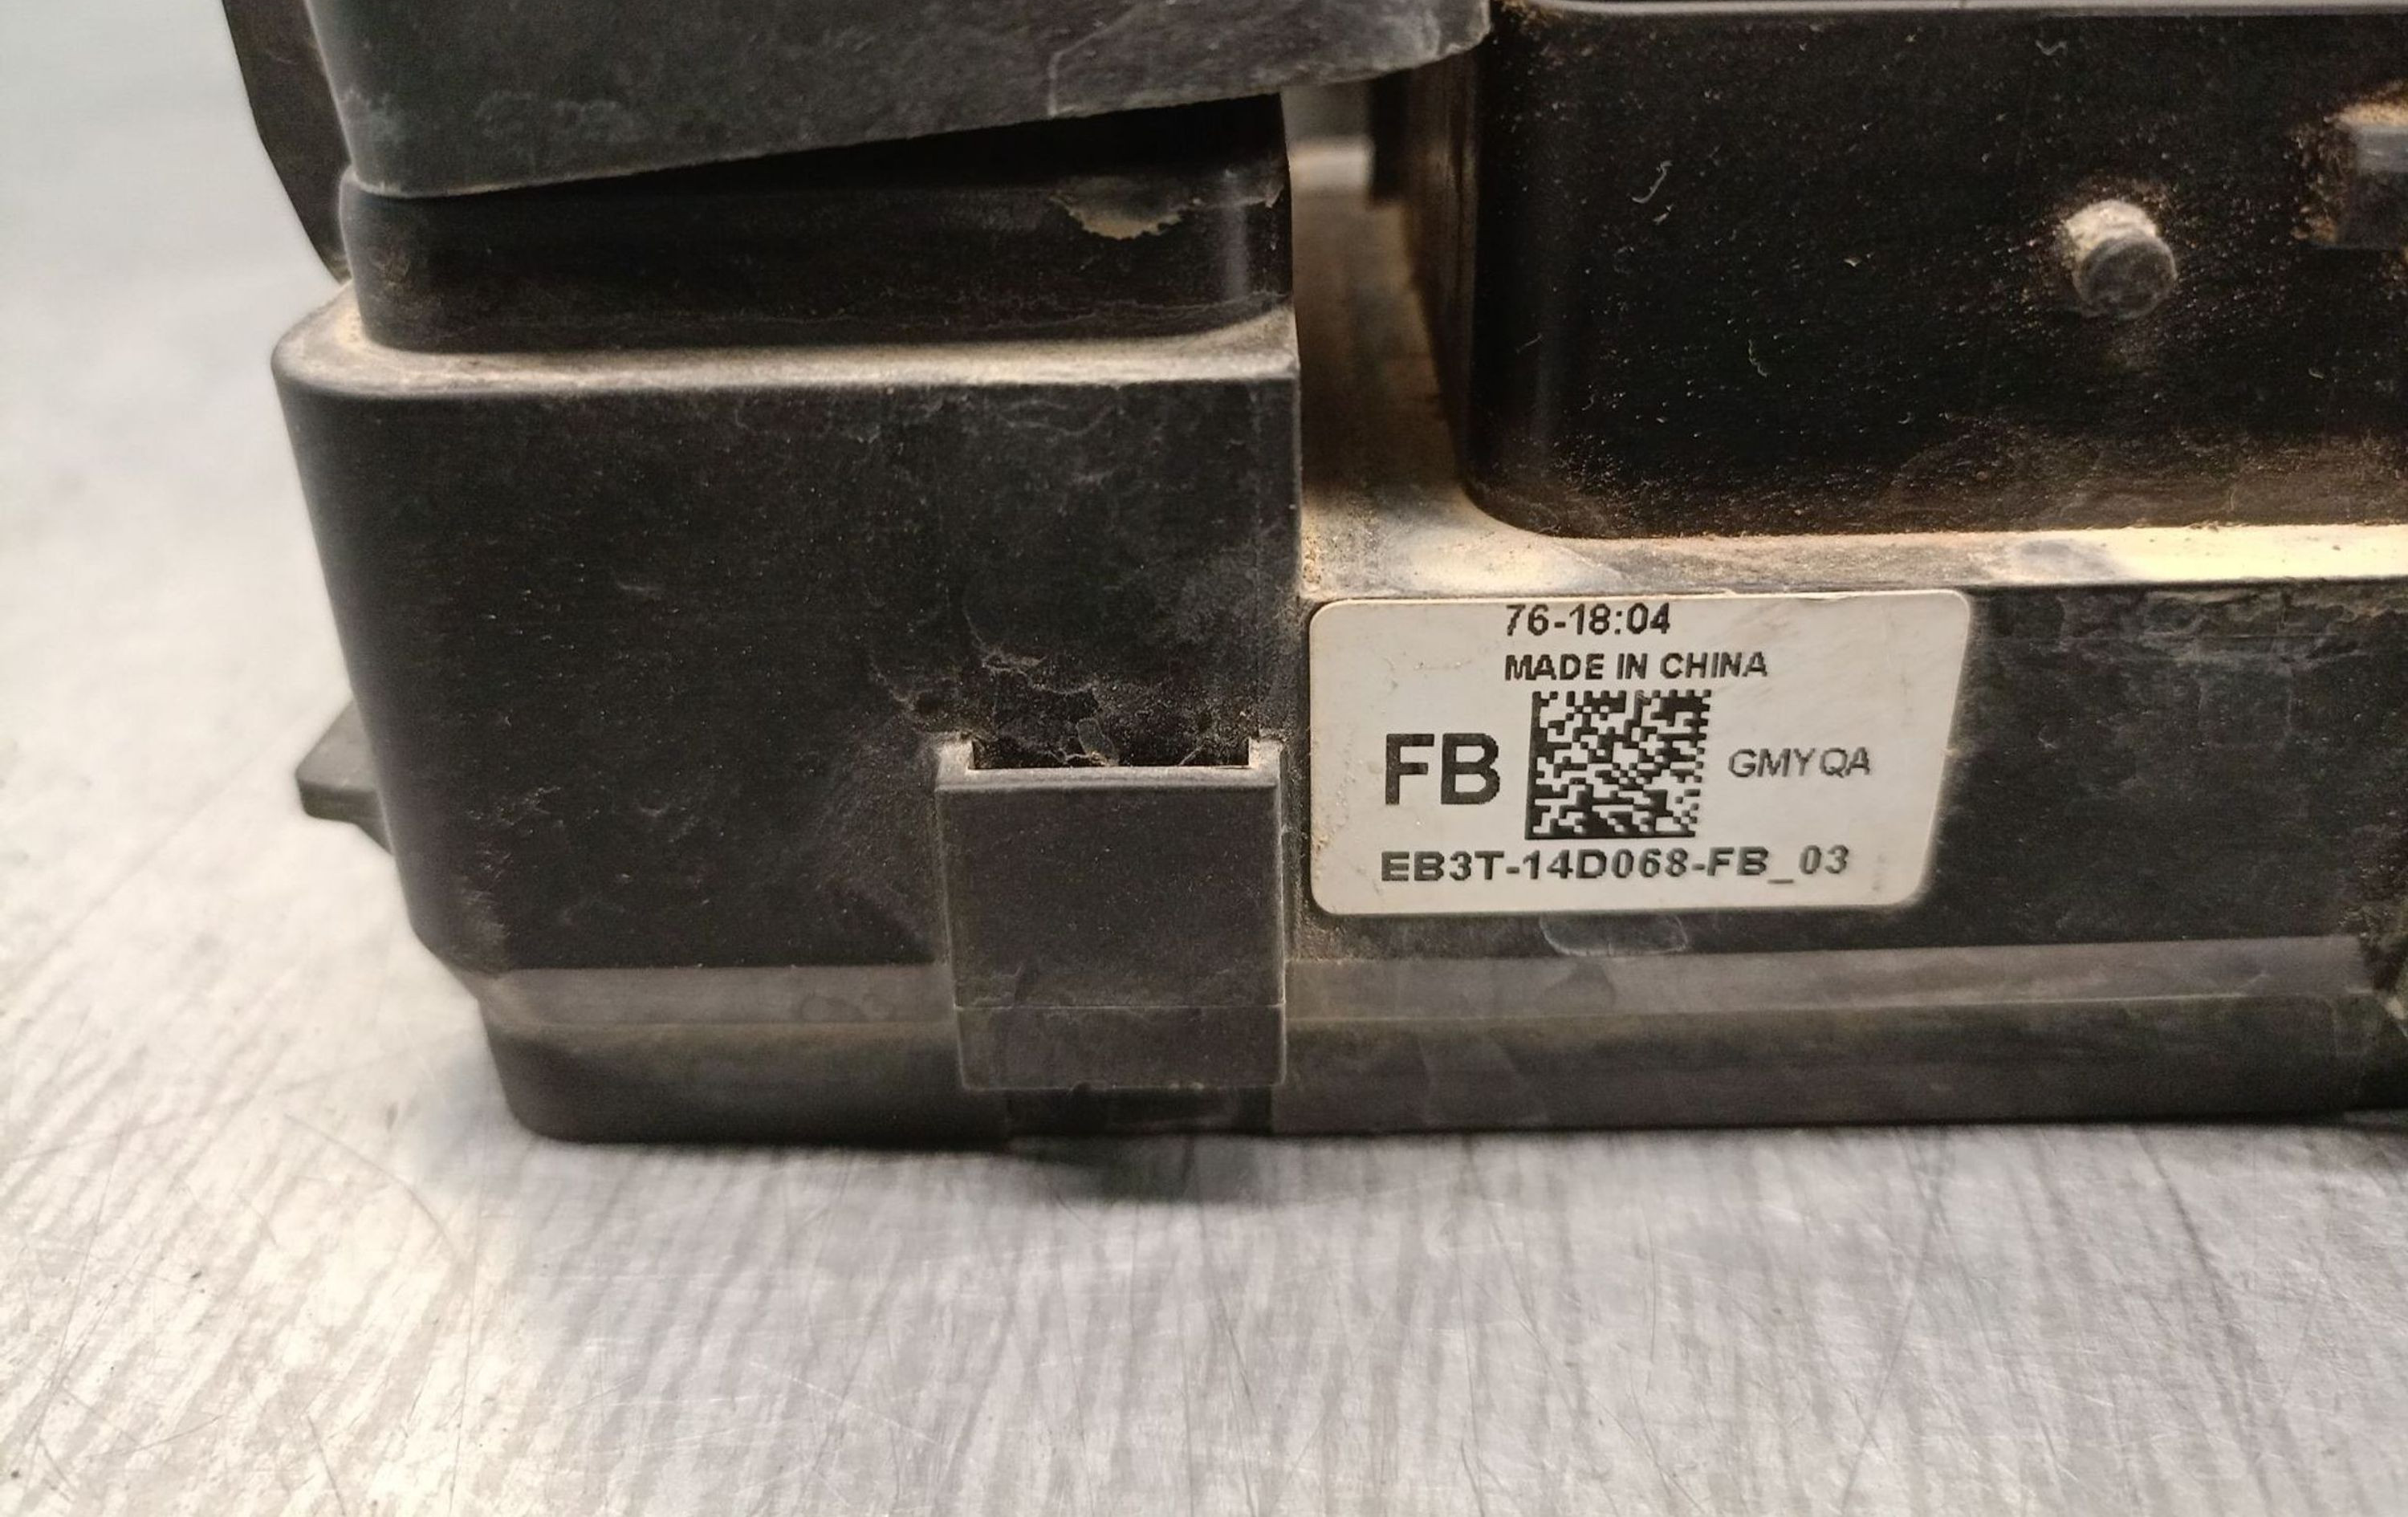 76-18:04
MADE IN CHINA
FB
GMYQA
EB3T-14D068-FB_03